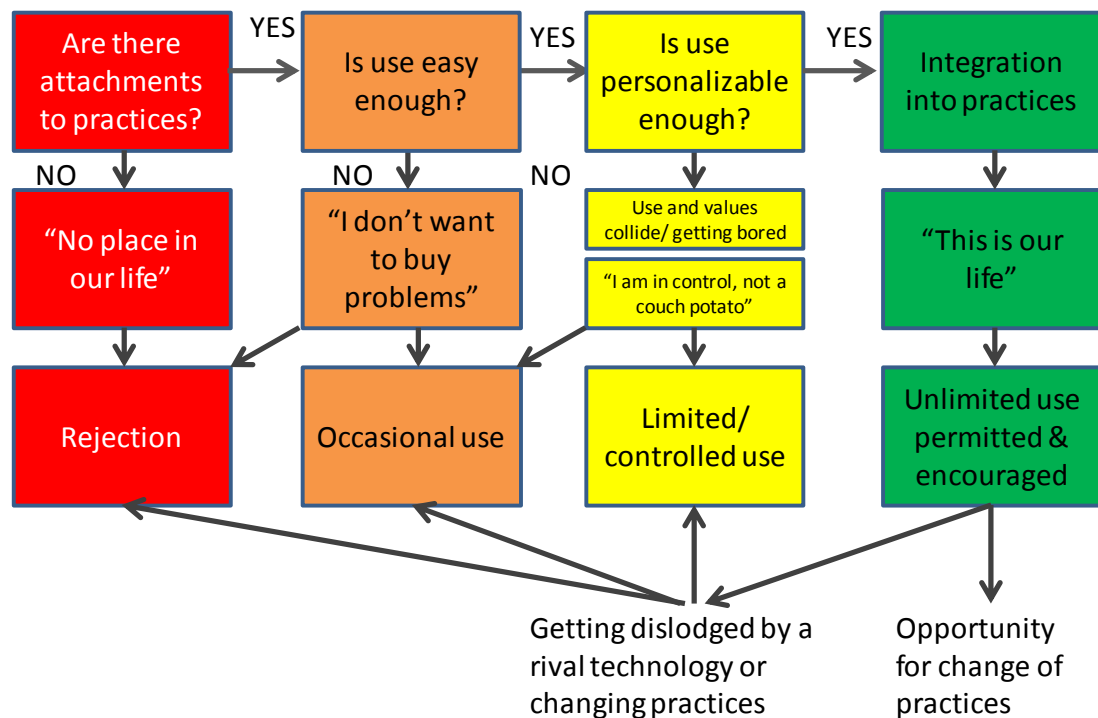 Are there
attachments
to practices?
YES
Is use easy
enough?
YES
Is use
personalizable
enough?
YES
Integration
into practices
NO
NO
NO
“No place in
our life”
“I don’t want
to buy
problems”
Use and values
collide/ getting bored
“I am in control, not a
couch potato”
“This is our
life”
Rejection
Occasional use
Limited/
controlled use
Unlimited use
permitted &
encouraged
Getting dislodged by a
rival technology or
changing practices
Opportunity
for change of
practices